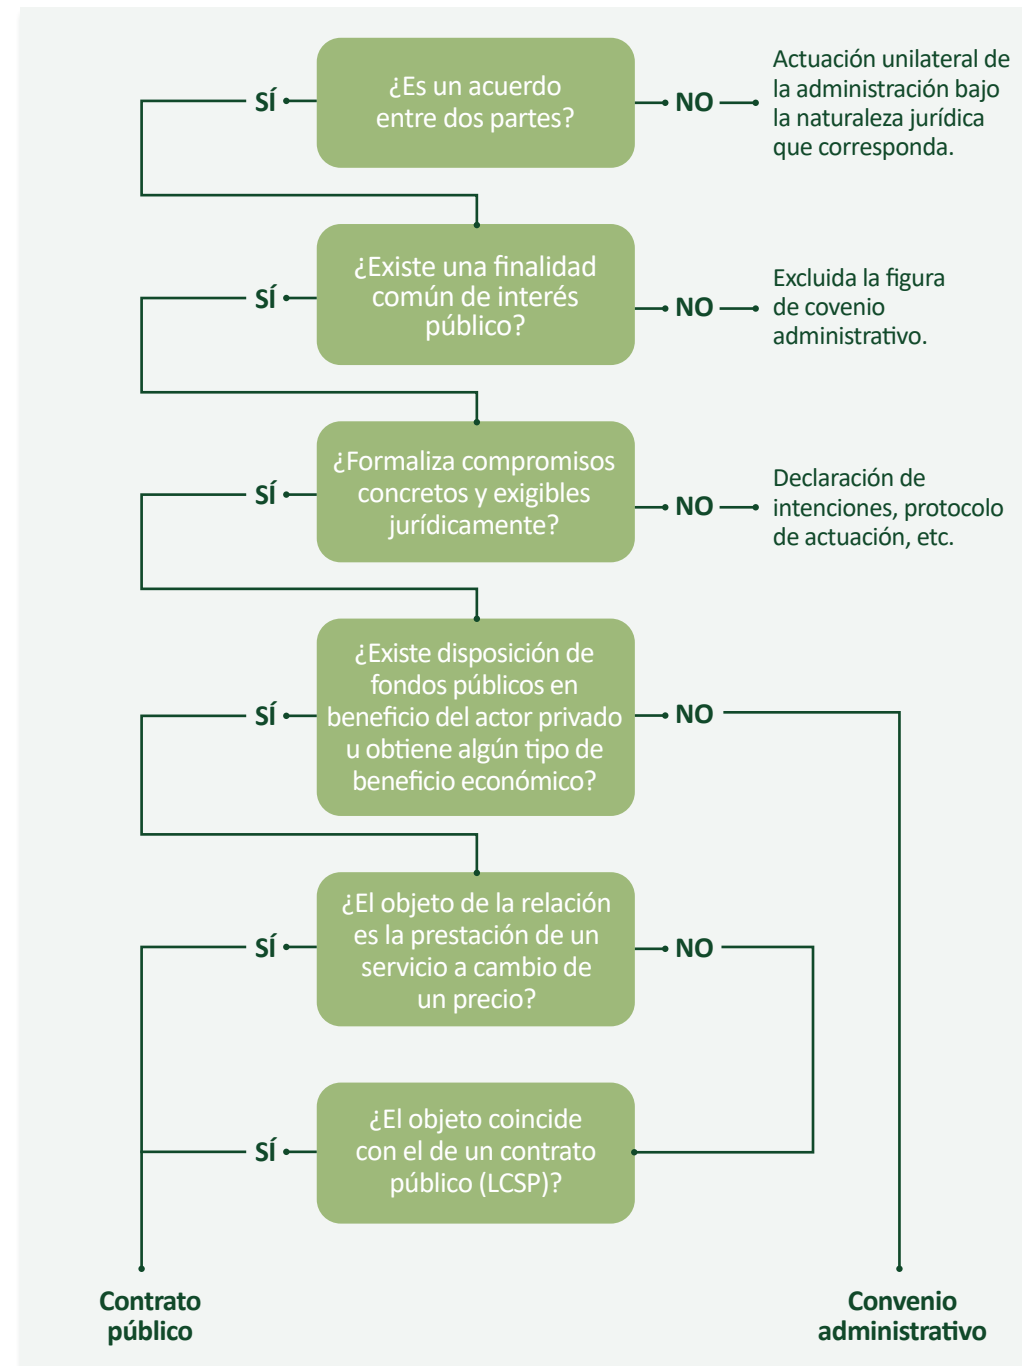 ¿Es un acuerdo
entre dos partes?
SÍ
NO
Actuación unilateral de
la administración bajo
la naturaleza jurídica
que corresponda.
¿Existe una finalidad
común de interés
público?
SÍ
NO
Excluida la figura
de covenio
administrativo.
¿Formaliza compromisos
concretos y exigibles
jurídicamente?
SÍ
NO
Declaración de
intenciones, protocolo
de actuación, etc.
¿Existe disposición de
fondos públicos en
beneficio del actor privado
u obtiene algún tipo de
beneficio económico?
SÍ
NO
¿El objeto de la relación
es la prestación de un
servicio a cambio de
un precio?
SÍ
NO
¿El objeto coincide
con el de un contrato
público (LCSP)?
SÍ
Contrato
público
Convenio
administrativo